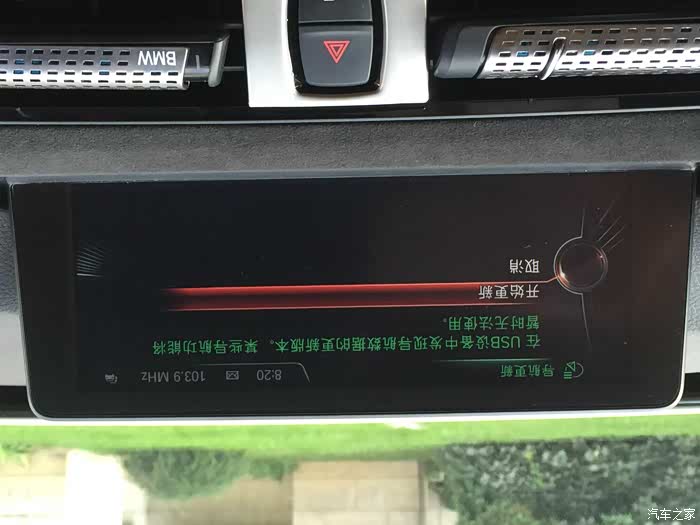 导航更新
8:20
103.9 MHz
在 USB设备中发现导航数据的更新版本。某些导航功能将
暂时无法使用。
开始更新
取消
BMW
汽车之家